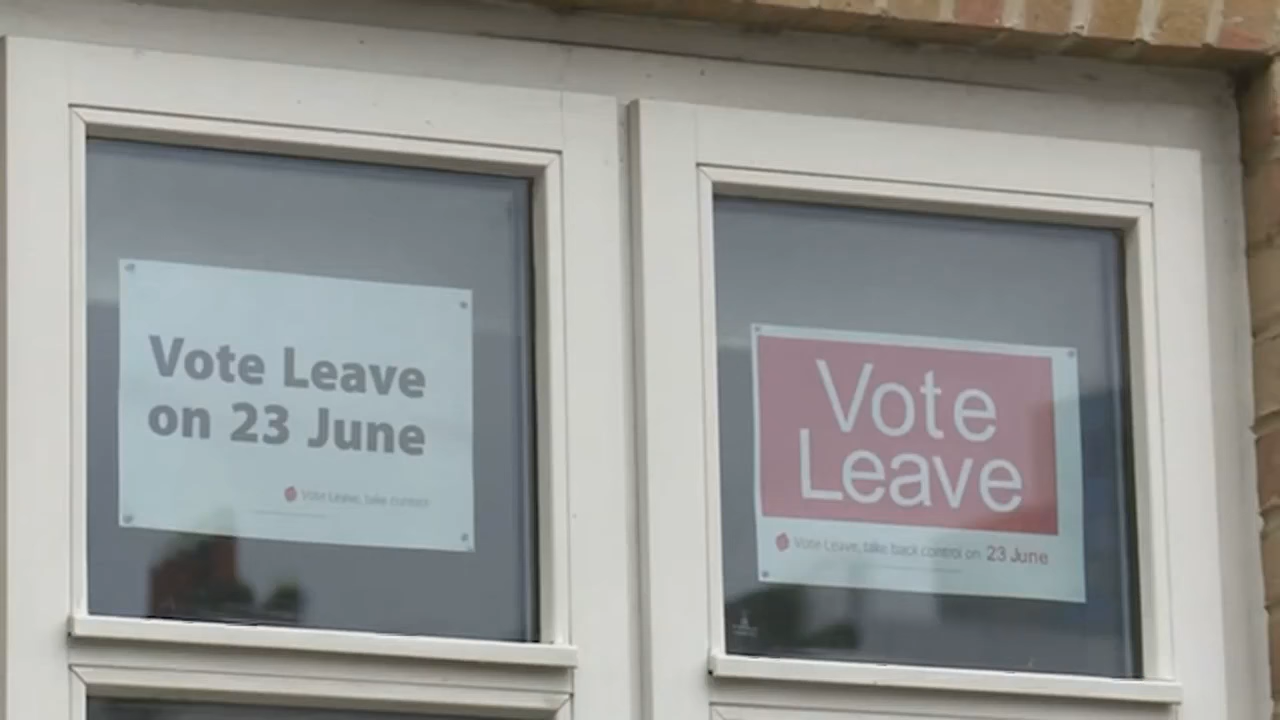 Vote Leave
on 23 June
Vote Leave, take control
Vote
Leave
Vote Leave, take back control on 23 June